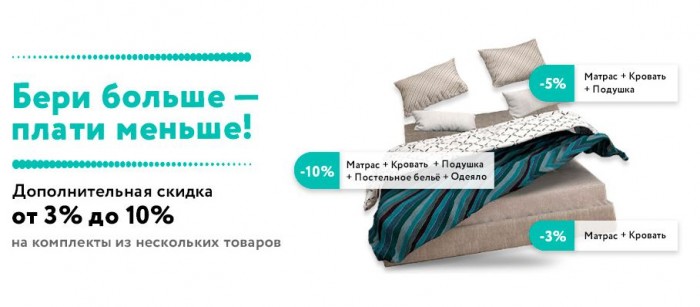 Бери больше —
плати меньше!
Дополнительная скидка
от 3% до 10%
на комплекты из нескольких товаров
-5%
Матрас + Кровать
+ Подушка
-10%
Матрас + Кровать + Подушка
+ Постельное бельё + Одеяло
-3%
Матрас + Кровать